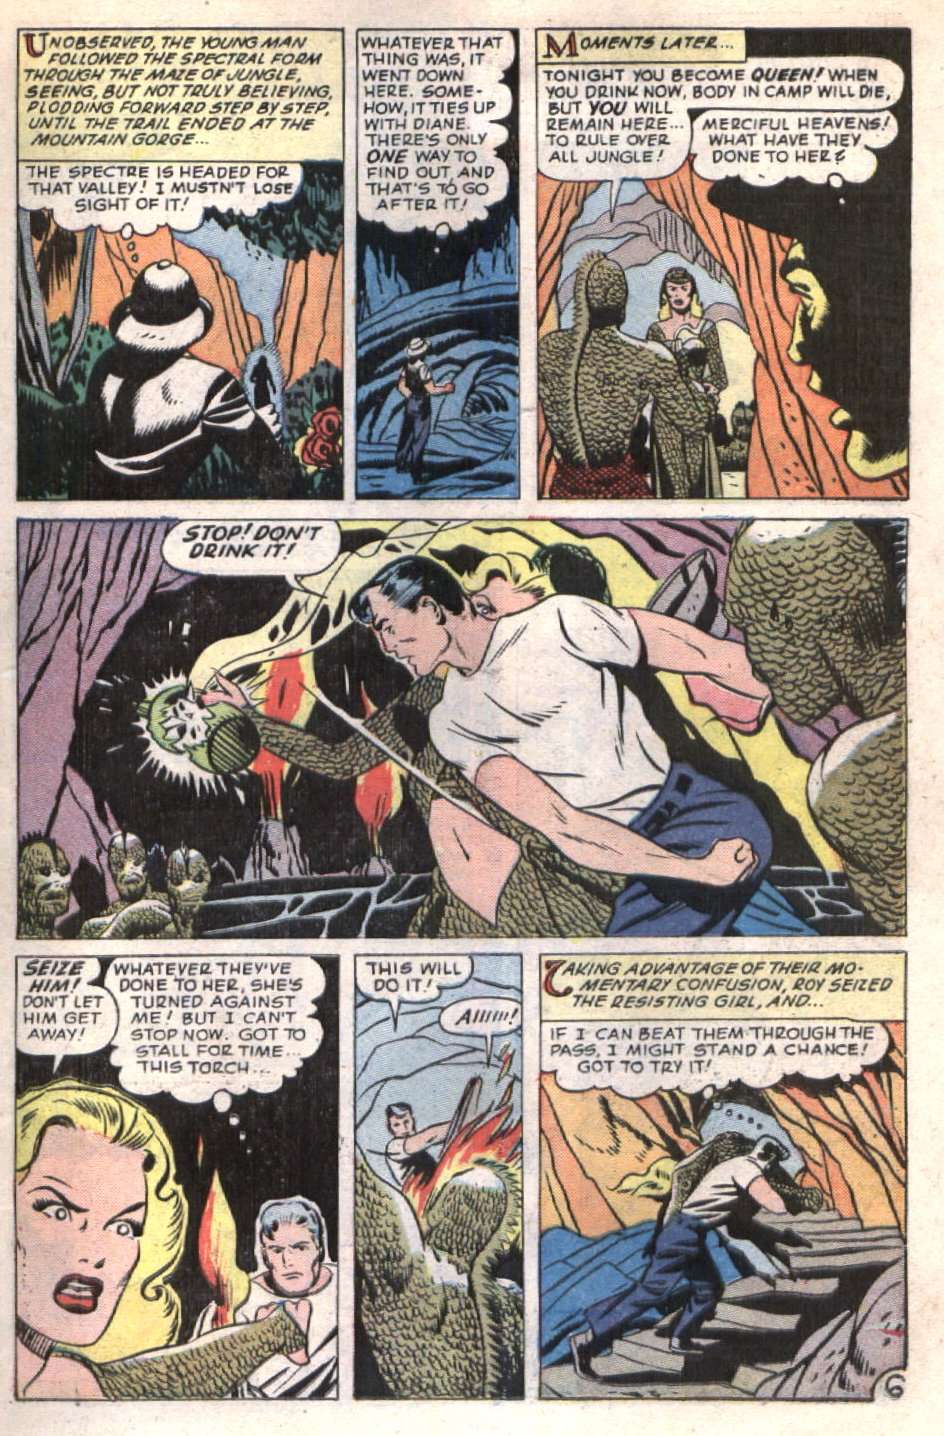 UNOBSERVED, THE YOUNG MAN
FOLLOWED THE SPECTRAL FORM
THROUGH THE MAZE OF JUNGLE,
SEEING, BUT NOT TRULY BELIEVING,
PLODDING FORWARD STEP BY STEP,
UNTIL THE TRAIL ENDED AT THE
MOUNTAIN GORGE...
THE SPECTRE IS HEADED FOR
THAT VALLEY! I MUSTN'T LOSE
SIGHT OF IT!
WHATEVER THAT
THING WAS, IT
WENT DOWN
HERE. SOME-
HOW, IT TIES UP
WITH DIANE.
THERE'S ONLY
ONE WAY TO
FIND OUT, AND
THAT'S TO GO
AFTER IT!
MOMENTS LATER...
TONIGHT YOU BECOME QUEEN! WHEN
YOU DRINK NOW, BODY IN CAMP WILL DIE,
BUT YOU WILL
REMAIN HERE...
TO RULE OVER
ALL JUNGLE!
MERCIFUL HEAVENS!
WHAT HAVE THEY
DONE TO HER?
STOP! DON'T
DRINK IT!
SEIZE
HIM!
DON'T LET
HIM GET
AWAY!
WHATEVER THEY'VE
DONE TO HER, SHE'S
TURNED AGAINST
ME! BUT I CAN'T
STOP NOW. GOT TO
STALL FOR TIME...
THIS TORCH...
THIS WILL
DO IT!
AIIIIII!
TAKING ADVANTAGE OF THEIR MO-
MENTARY CONFUSION, ROY SEIZED
THE RESISTING GIRL, AND...
IF I CAN BEAT THEM THROUGH THE
PASS, I MIGHT STAND A CHANCE!
GOT TO TRY IT!
6